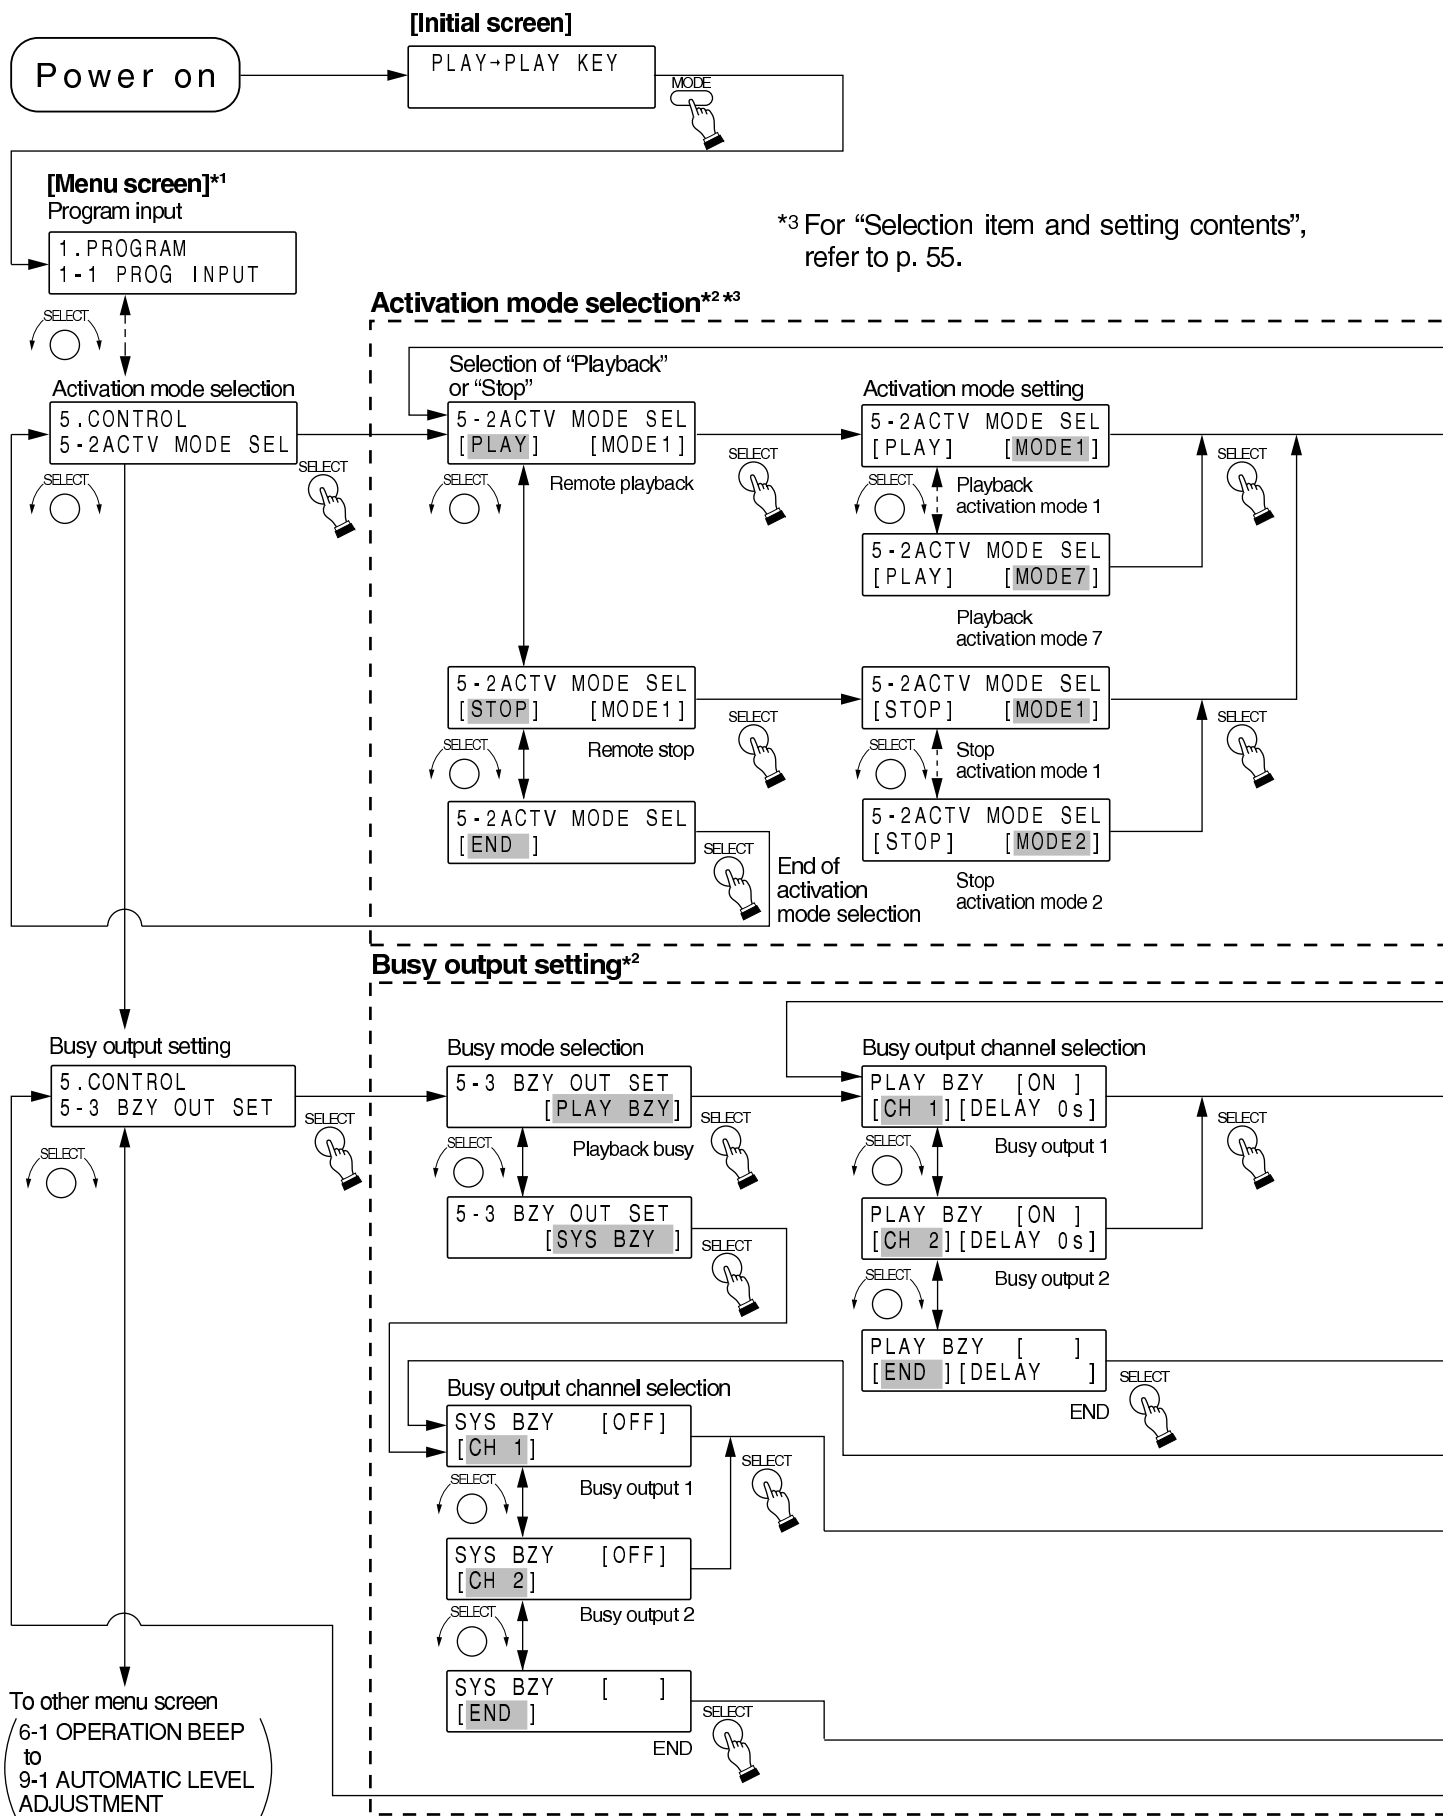 [Initial screen]
Power on
PLAY→PLAY KEY
MODE
[Menu screen]*1
Program input
1.PROGRAM
1-1 PROG INPUT
*3 For “Selection item and setting contents”,
refer to p. 55.
SELECT
Activation mode selection*2 *3
Activation mode selection
5.CONTROL
5-2ACTV MODE SEL
SELECT
SELECT
Selection of “Playback”
or “Stop”
5-2ACTV MODE SEL
[PLAY] [MODE1]
Remote playback
SELECT
SELECT
Activation mode setting
5-2ACTV MODE SEL
[PLAY] [MODE1]
SELECT
Playback
activation mode 1
SELECT
5-2ACTV MODE SEL
[PLAY] [MODE7]
Playback
activation mode 7
5-2ACTV MODE SEL
[STOP] [MODE1]
Remote stop
SELECT
SELECT
5-2ACTV MODE SEL
[STOP] [MODE1]
SELECT
Stop
activation mode 1
SELECT
5-2ACTV MODE SEL
[END ]
SELECT
End of
activation
mode selection
5-2ACTV MODE SEL
[STOP] [MODE2]
Stop
activation mode 2
Busy output setting*2
Busy output setting
5.CONTROL
5-3 BZY OUT SET
SELECT
SELECT
Busy mode selection
5-3 BZY OUT SET
[PLAY BZY]
SELECT
Playback busy
SELECT
5-3 BZY OUT SET
[SYS BZY ]
SELECT
Busy output channel selection
PLAY BZY [ON ]
[CH 1][DELAY 0s]
SELECT
Busy output 1
SELECT
PLAY BZY [ON ]
[CH 2][DELAY 0s]
SELECT
Busy output 2
PLAY BZY [ ]
[END ][DELAY ]
END
SELECT
Busy output channel selection
SYS BZY [OFF]
[CH 1]
SELECT
Busy output 1
SELECT
SYS BZY [OFF]
[CH 2]
SELECT
Busy output 2
SYS BZY [ ]
[END ]
END
SELECT
To other menu screen
6-1 OPERATION BEEP
to
9-1 AUTOMATIC LEVEL
ADJUSTMENT